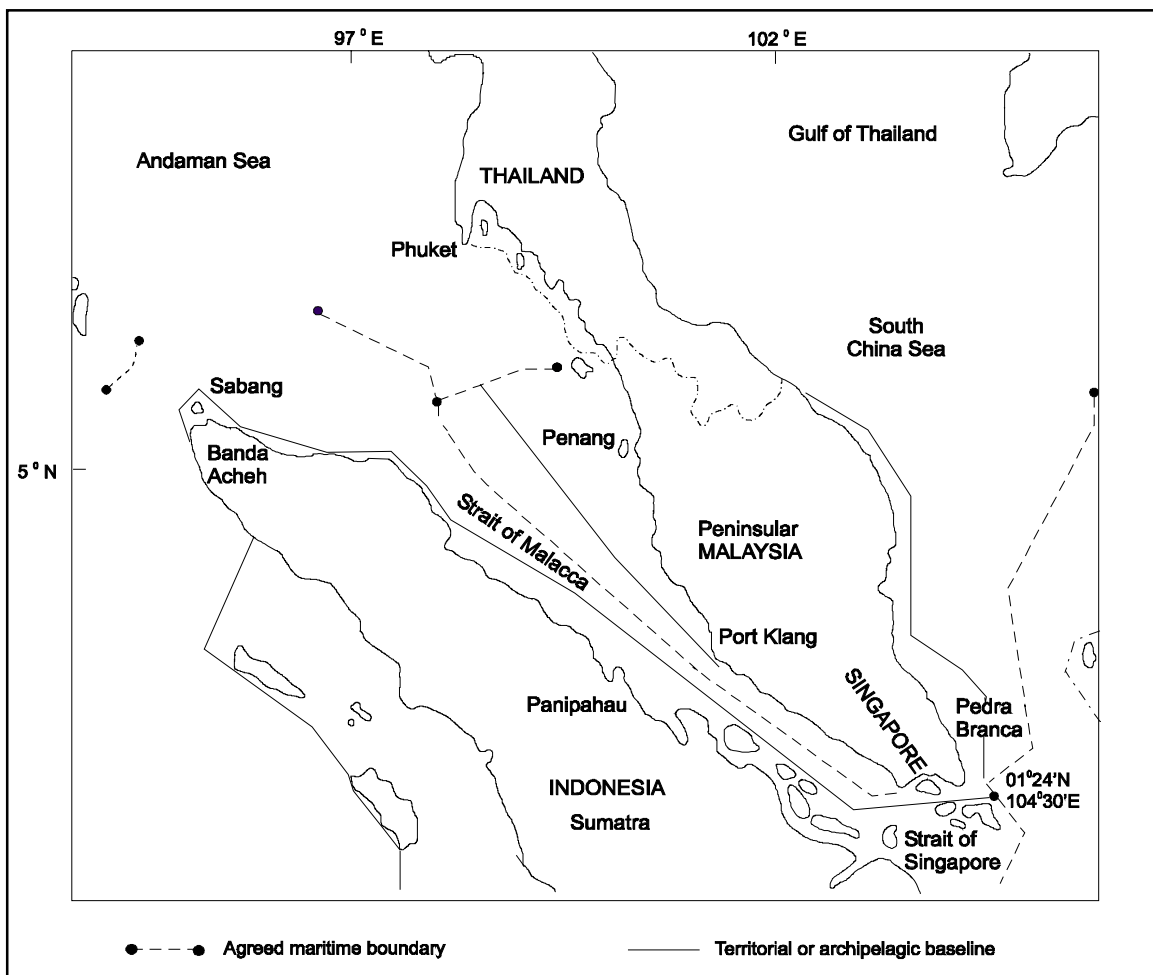 97 ° E
102 ° E
Gulf of Thailand
Andaman Sea
THAILAND
Phuket
South
China Sea
Sabang
Penang
Banda
Acheh
5 ° N
Strait of Malacca
Peninsular
MALAYSIA
Port Klang
SINGAPORE
Panipahau
Pedra
Branca
INDONESIA
Sumatra
01°24'N
104°30'E
Strait of
Singapore
Agreed maritime boundary
Territorial or archipelagic baseline